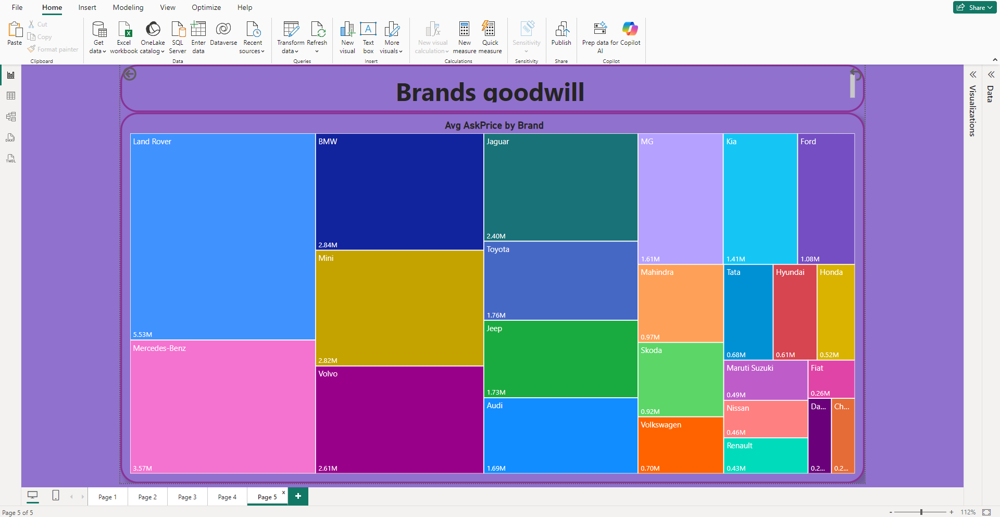 File Home Insert Modeling View Optimize Help
Share
Paste
Cut
Copy
Format painter
Clipboard
Get data
Excel workbook
OneLake catalog
SQL Server
Enter data
Dataverse
Recent sources
Data
Transform data
Refresh
Queries
New visual
Text box
More visuals
Insert
New visual calculation
New measure
Quick measure
Calculations
Sensitivity
Sensitivity
Publish
Share
Prep data for AI
Copilot
Copilot
DAX
TMDL
Brands goodwill
Avg AskPrice by Brand
Land Rover
5.53M
Mercedes-Benz
3.57M
BMW
2.84M
Mini
2.82M
Volvo
2.61M
Jaguar
2.40M
Toyota
1.76M
Jeep
1.73M
Audi
1.69M
MG
1.61M
Kia
1.41M
Ford
1.08M
Mahindra
0.97M
Skoda
0.92M
Volkswagen
0.70M
Tata
0.68M
Hyundai
0.61M
Honda
0.52M
Maruti Suzuki
0.49M
Nissan
0.46M
Renault
0.43M
Fiat
0.26M
Da...
0.2...
Ch...
0.2...
Visualizations
Data
Page 1
Page 2
Page 3
Page 4
Page 5
x
+
Page 5 of 5
- + 112%